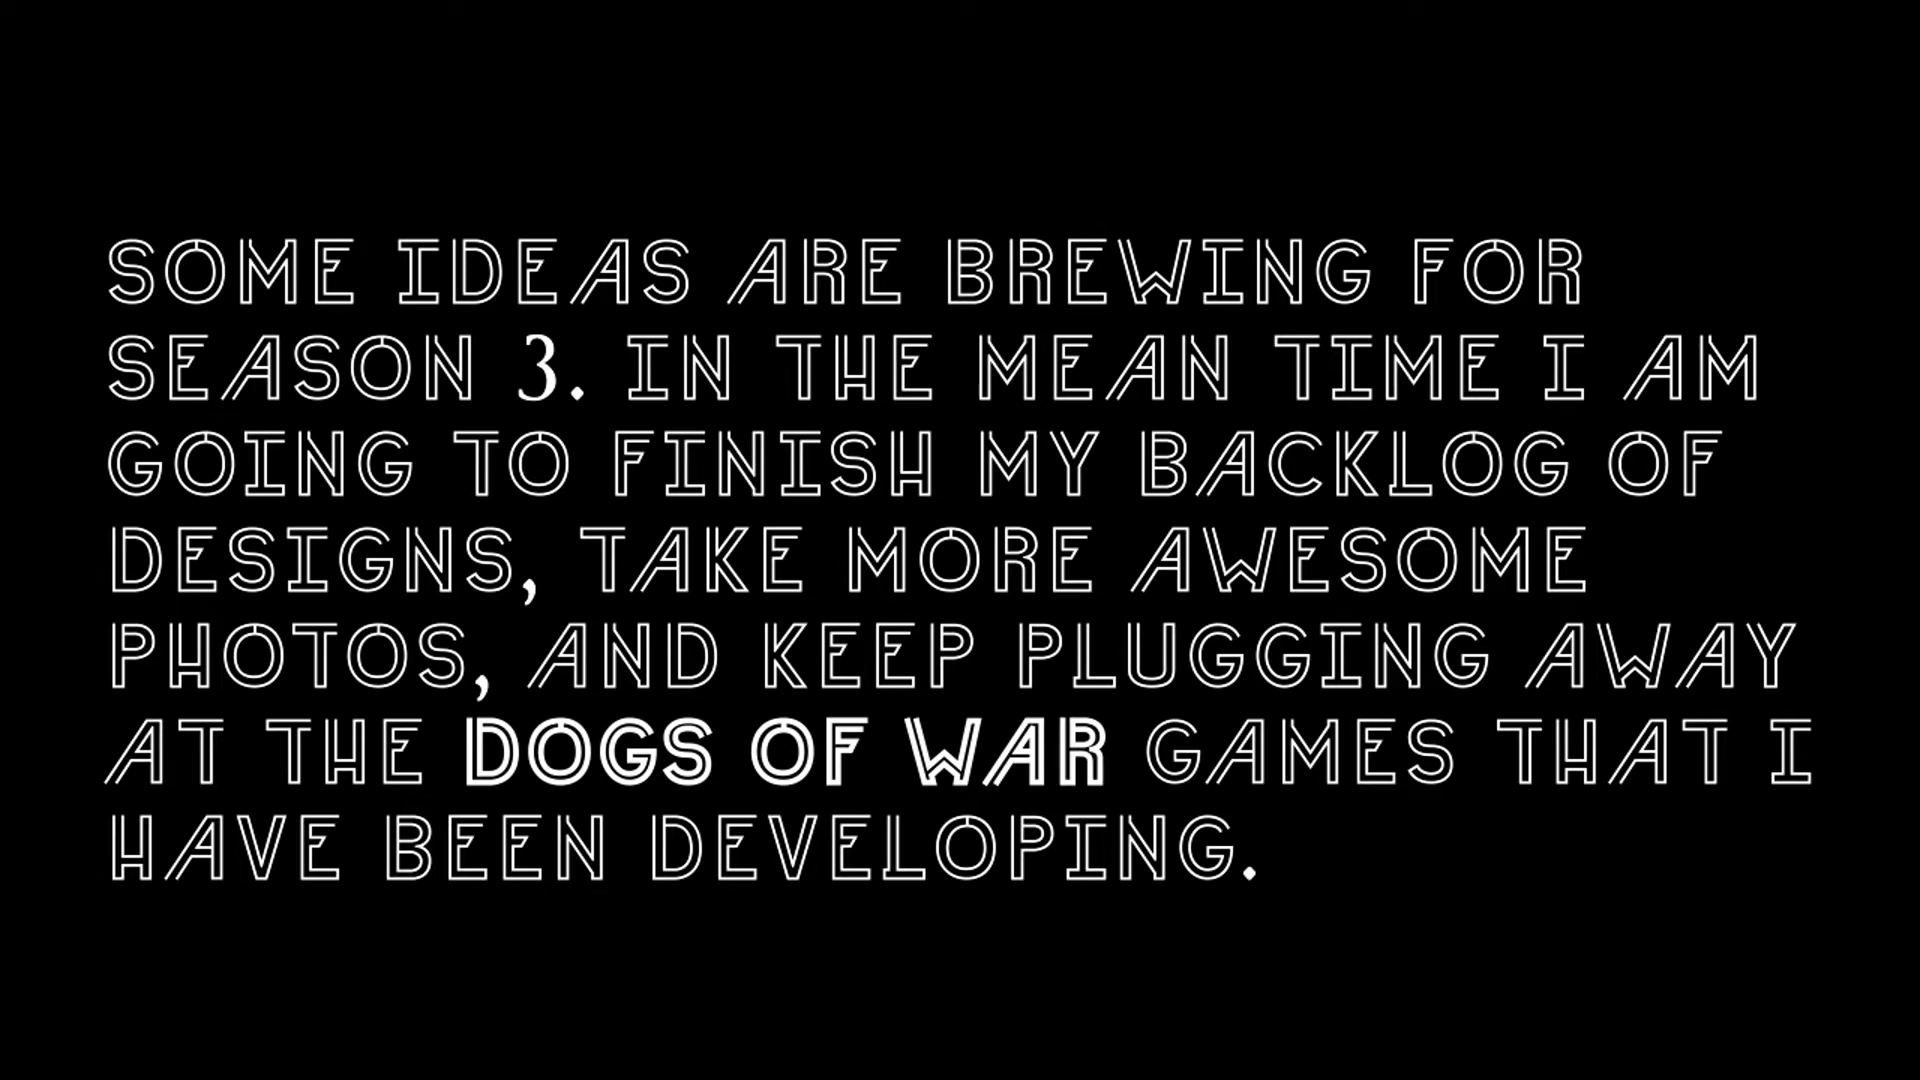 SOME IDEAS ARE BREWING FOR
SEASON 3. IN THE MEAN TIME I AM
GOING TO FINISH MY BACKLOG OF
DESIGNS, TAKE MORE AWESOME
PHOTOS, AND KEEP PLUGGING AWAY
AT THE DOGS OF WAR GAMES THAT I
HAVE BEEN DEVELOPING.